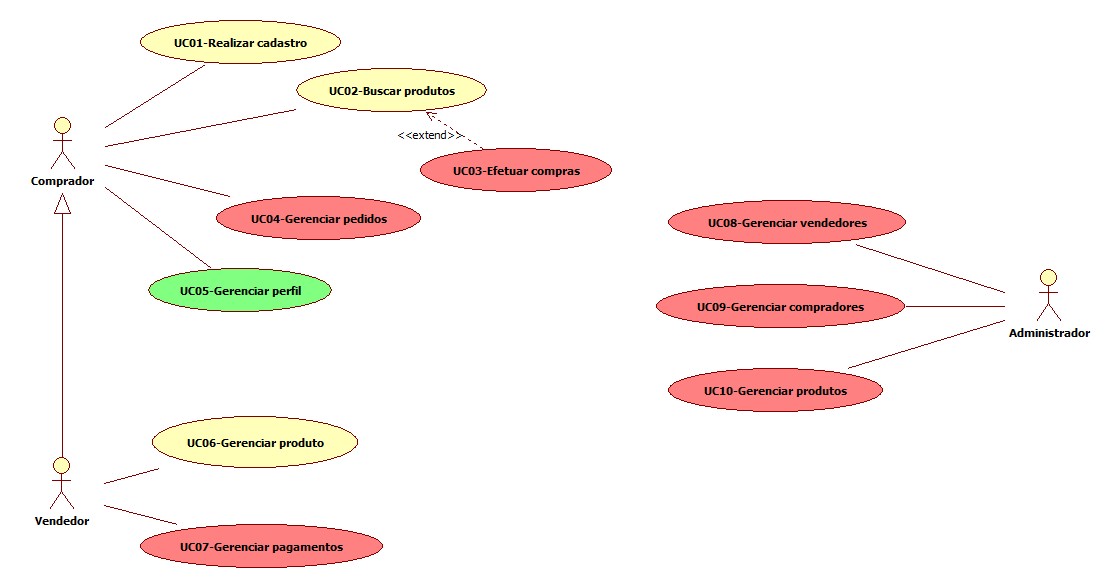 UC01-Realizar cadastro
UC02-Buscar produtos
<<extend>>
UC03-Efetuar compras
Comprador
UC04-Gerenciar pedidos
UC05-Gerenciar perfil
UC08-Gerenciar vendedores
UC09-Gerenciar compradores
Administrador
UC10-Gerenciar produtos
UC06-Gerenciar produto
Vendedor
UC07-Gerenciar pagamentos